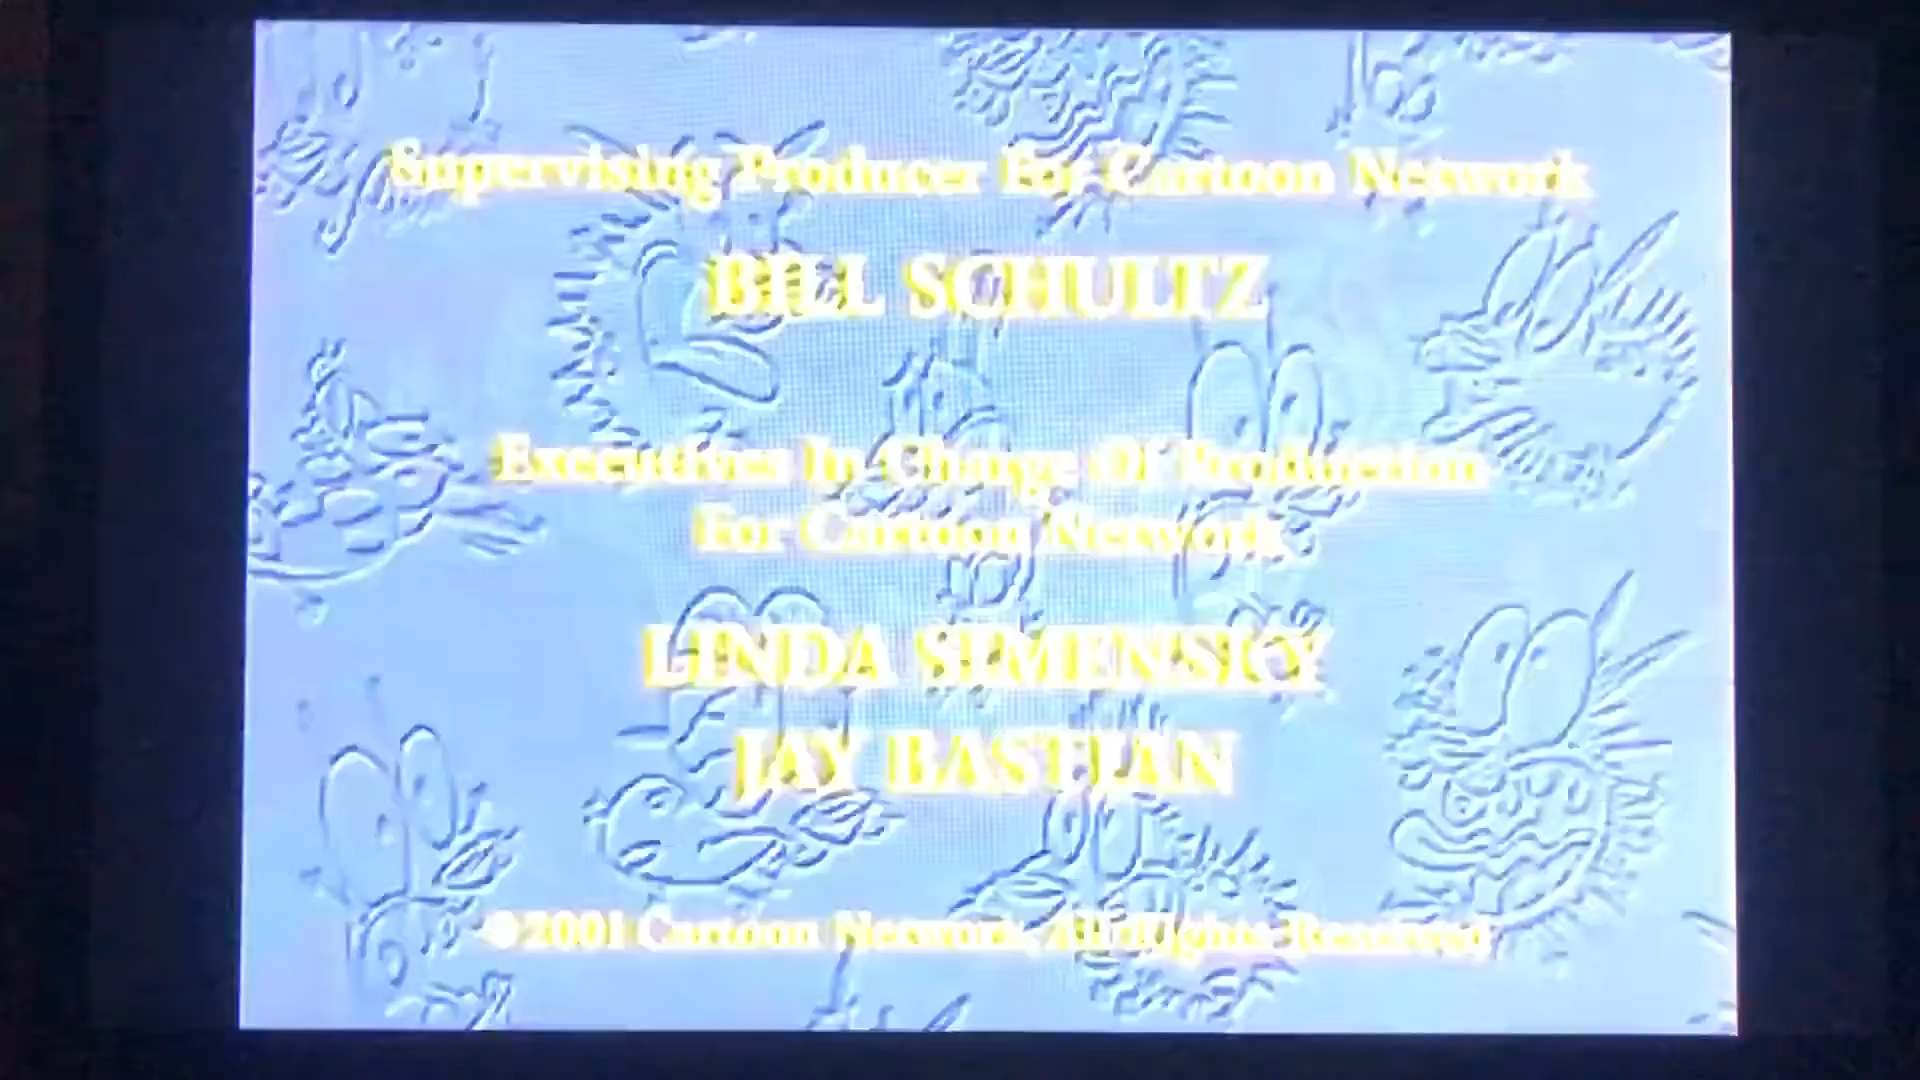 Supervising Producer For Cartoon Network
BILL SCHULTZ
Executives In Charge Of Production
For Cartoon Network
LINDA SIMENSKY
JAY BASTIAN
©2001 Cartoon Network, All Rights Reserved